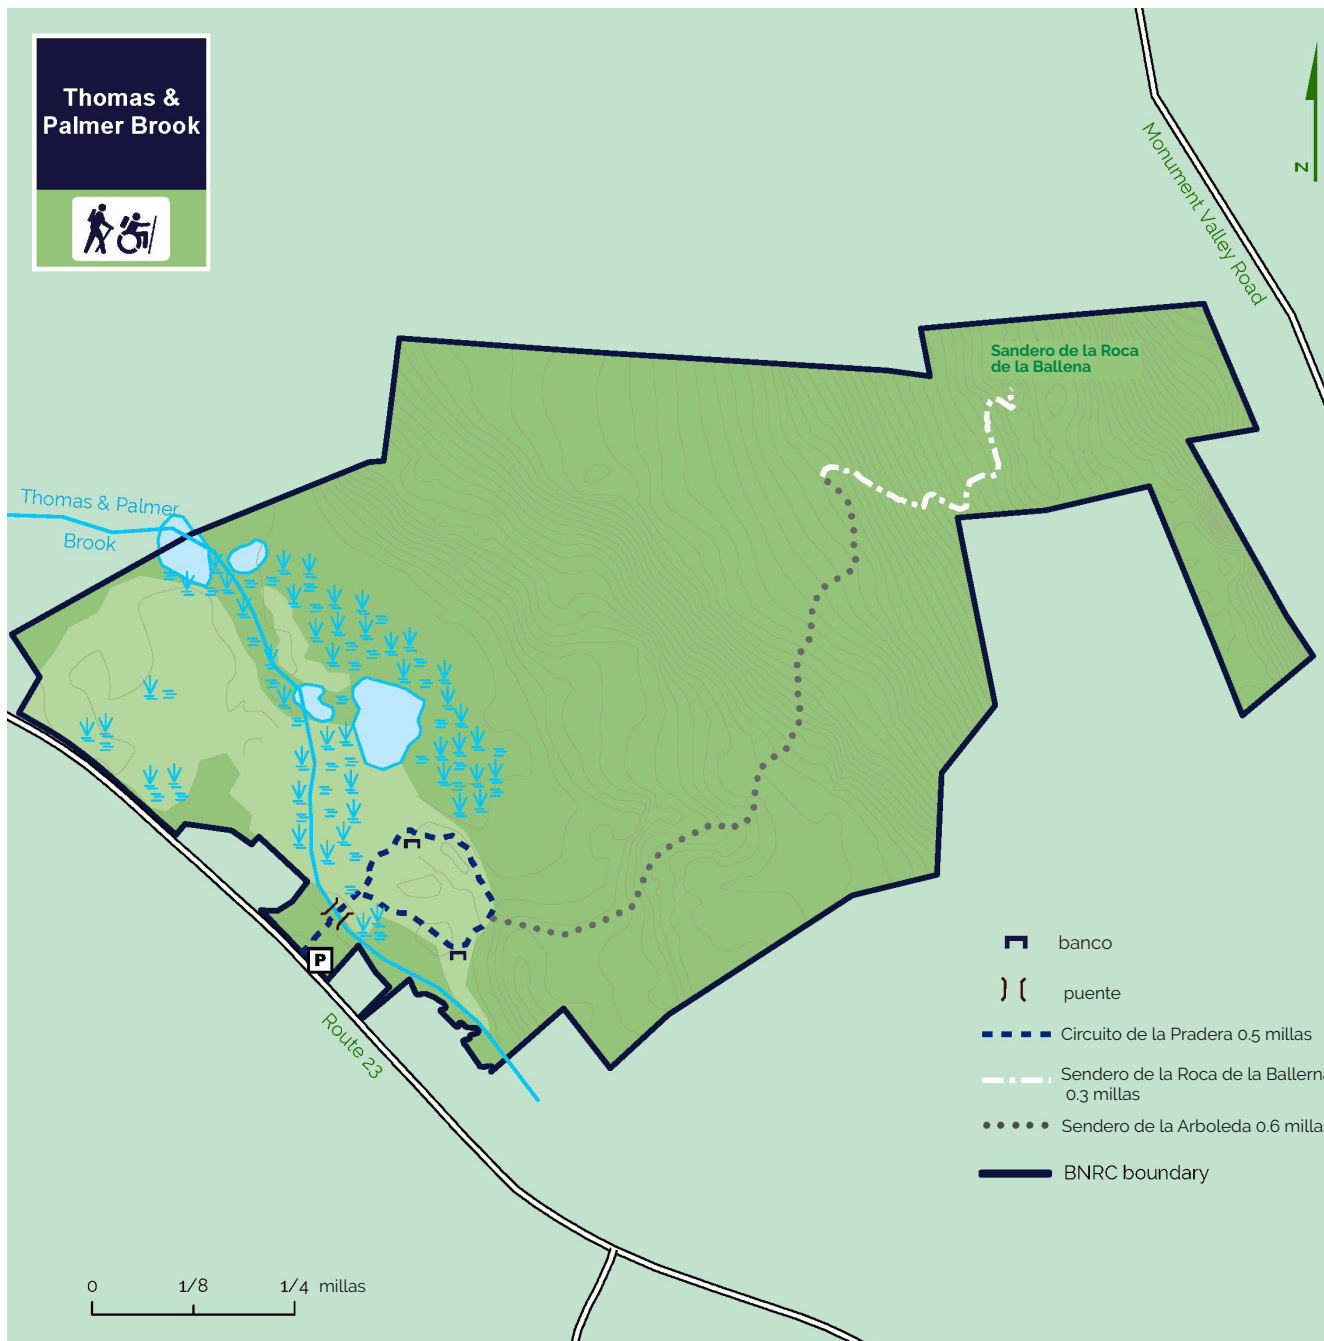 Thomas &
Palmer Brook
Monument Valley Road
N
Sandero de la Roca
de la Ballena
Thomas & Palmer
Brook
P
Route 23
banco
puente
Circuito de la Pradera 0.5 millas
Sendero de la Roca de la Ballerna
0.3 millas
Sendero de la Arboleda 0.6 millas
BNRC boundary
0 1/8 1/4 millas